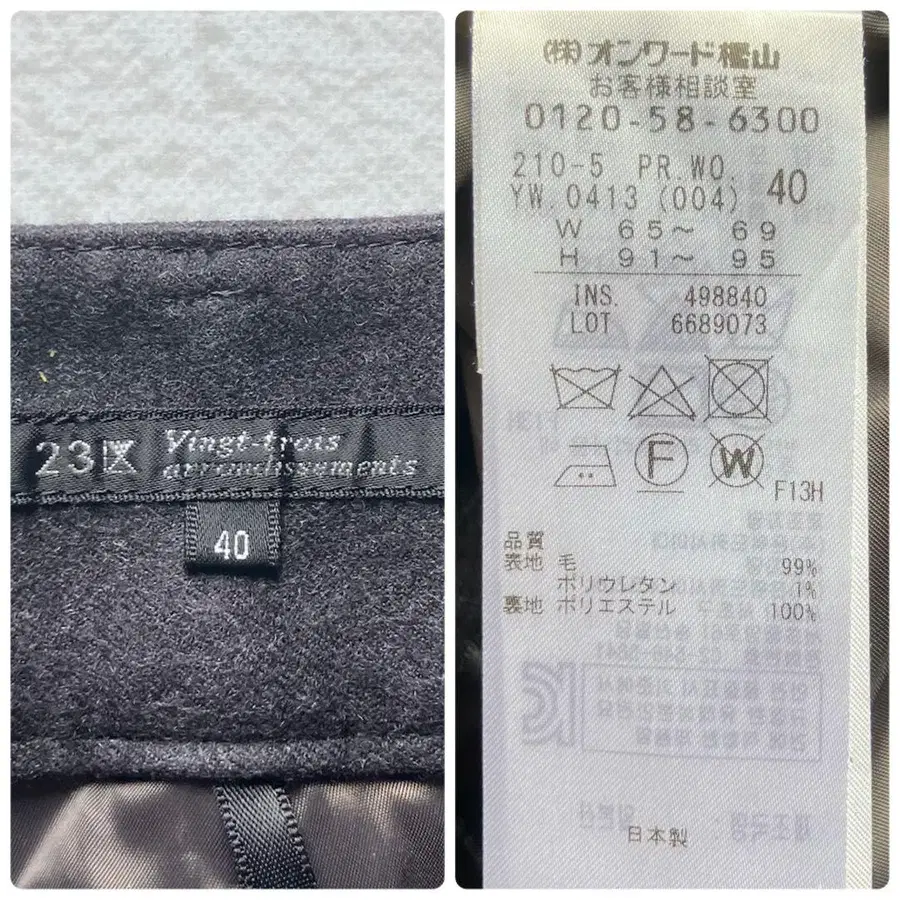 23区 Vingt-trois
arrondissements
40
(株)オンワード樫山
お客様相談室
0120-58-6300
210-5 PR.WO.
YW.0413 (004) 40
W 65〜 69
H 91〜 95
INS. 498840
LOT 6689073
F
W
F13H
品質
表地 毛 99%
ポリウレタン 1%
裏地 ポリエステル 100%
日本製